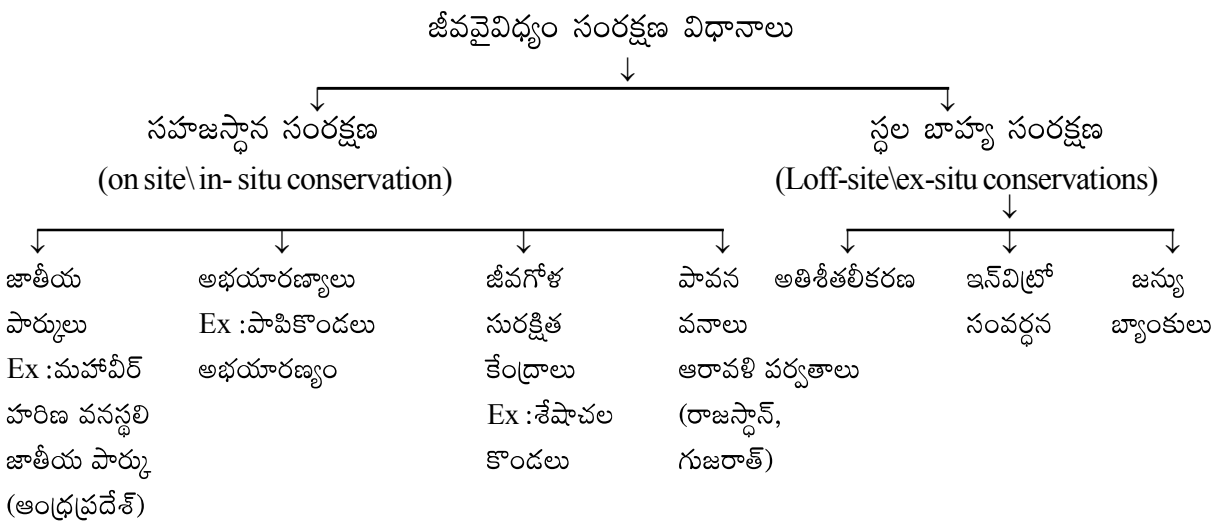 జీవవైవిధ్యం సంరక్షణ విధానాలు
సహజస్ధాన సంరక్షణ
(on site\ in- situ conservation)
స్ధల బాహ్య సంరక్షణ
(Loff-site\ex-situ conservations)
జాతీయ
పార్కులు
Ex :మహావీర్
హరిణ వనస్థలి
జాతీయ పార్కు
(ఆంధ్రప్రదేశ్)
అభయారణ్యాలు
Ex :పాపికొండలు
అభయారణ్యం
జీవగోళ
సురక్షిత
కేంద్రాలు
Ex :శేషాచల
కొండలు
పావన
వనాలు
ఆరావళి పర్వతాలు
(రాజస్ధాన్,
గుజరాత్)
అతిశీతలీకరణ
ఇన్‌విట్రో
సంవర్ధన
జన్యు
బ్యాంకులు